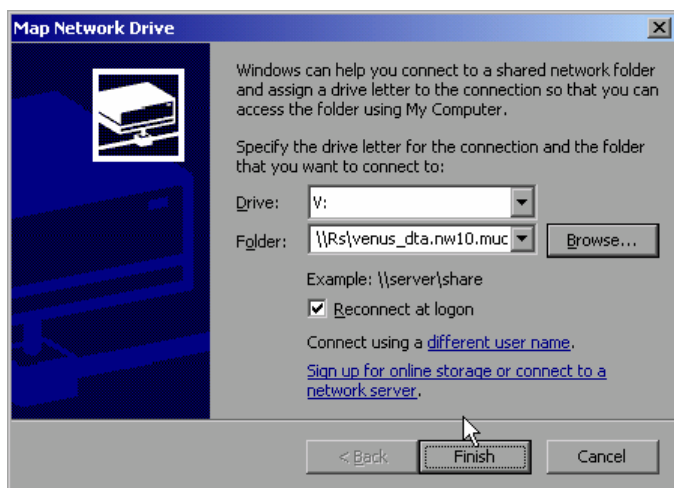 Map Network Drive
Windows can help you connect to a shared network folder
and assign a drive letter to the connection so that you can
access the folder using My Computer.
Specify the drive letter for the connection and the folder
that you want to connect to:
Drive: V:
Folder: \\Rs\venus_dta.nw10.muc Browse...
Example: \\server\share
Reconnect at logon
Connect using a different user name.
Sign up for online storage or connect to a
network server.
< Back Finish Cancel